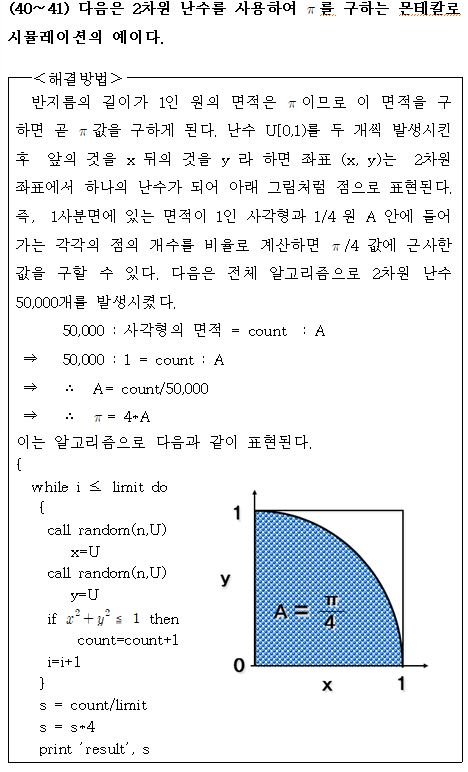 (40~41) 다음은 2차원 난수를 사용하여 π를 구하는 몬테칼로
시뮬레이션의 예이다.
<해결방법>
반지름의 길이가 1인 원의 면적은 π이므로 이 면적을 구
하면 곧 π값을 구하게 된다. 난수 U[0,1)를 두 개씩 발생시킨
후 앞의 것을 x 뒤의 것을 y 라 하면 좌표 (x, y)는 2차원
좌표에서 하나의 난수가 되어 아래 그림처럼 점으로 표현된다.
즉, 1사분면에 있는 면적이 1인 사각형과 1/4 원 A 안에 들어
가는 각각의 점의 개수를 비율로 계산하면 π/4 값에 근사한
값을 구할 수 있다. 다음은 전체 알고리즘으로 2차원 난수
50,000개를 발생시켰다.
50,000 : 사각형의 면적 = count : A
⇒ 50,000 : 1 = count : A
⇒ ∴ A = count/50,000
⇒ ∴ π = 4*A
이는 알고리즘으로 다음과 같이 표현된다.
{
while i ≤ limit do
{
call random(n,U)
x=U
call random(n,U)
y=U
if x²+y² ≦ 1 then
count=count+1
i=i+1
}
s = count/limit
s = s*4
print 'result', s
1
y
A = π/4
0
x 1